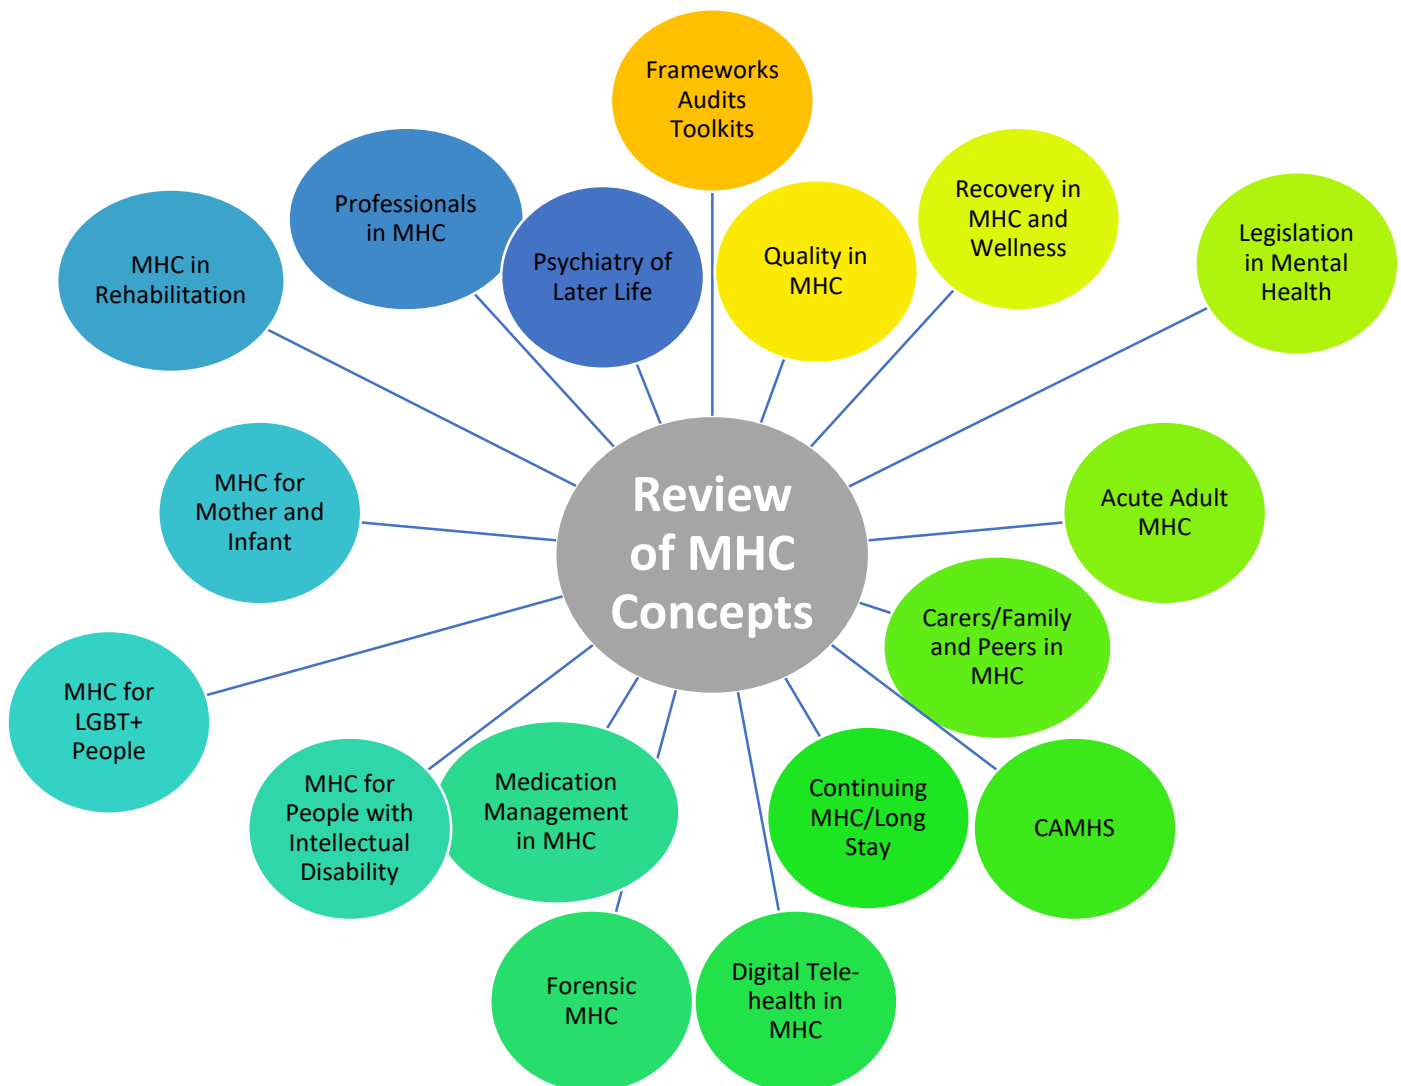 Frameworks
Audits
Toolkits
Professionals
in MHC
Recovery in
MHC and
Wellness
MHC in
Rehabilitation
Psychiatry of
Later Life
Quality in
MHC
Legislation
in Mental
Health
Review
of MHC
Concepts
MHC for
Mother and
Infant
Acute Adult
MHC
Carers/Family
and Peers in
MHC
MHC for
LGBT+
People
MHC for
People with
Intellectual
Disability
Medication
Management
in MHC
Continuing
MHC/Long
Stay
CAMHS
Forensic
MHC
Digital Tele-
health in
MHC